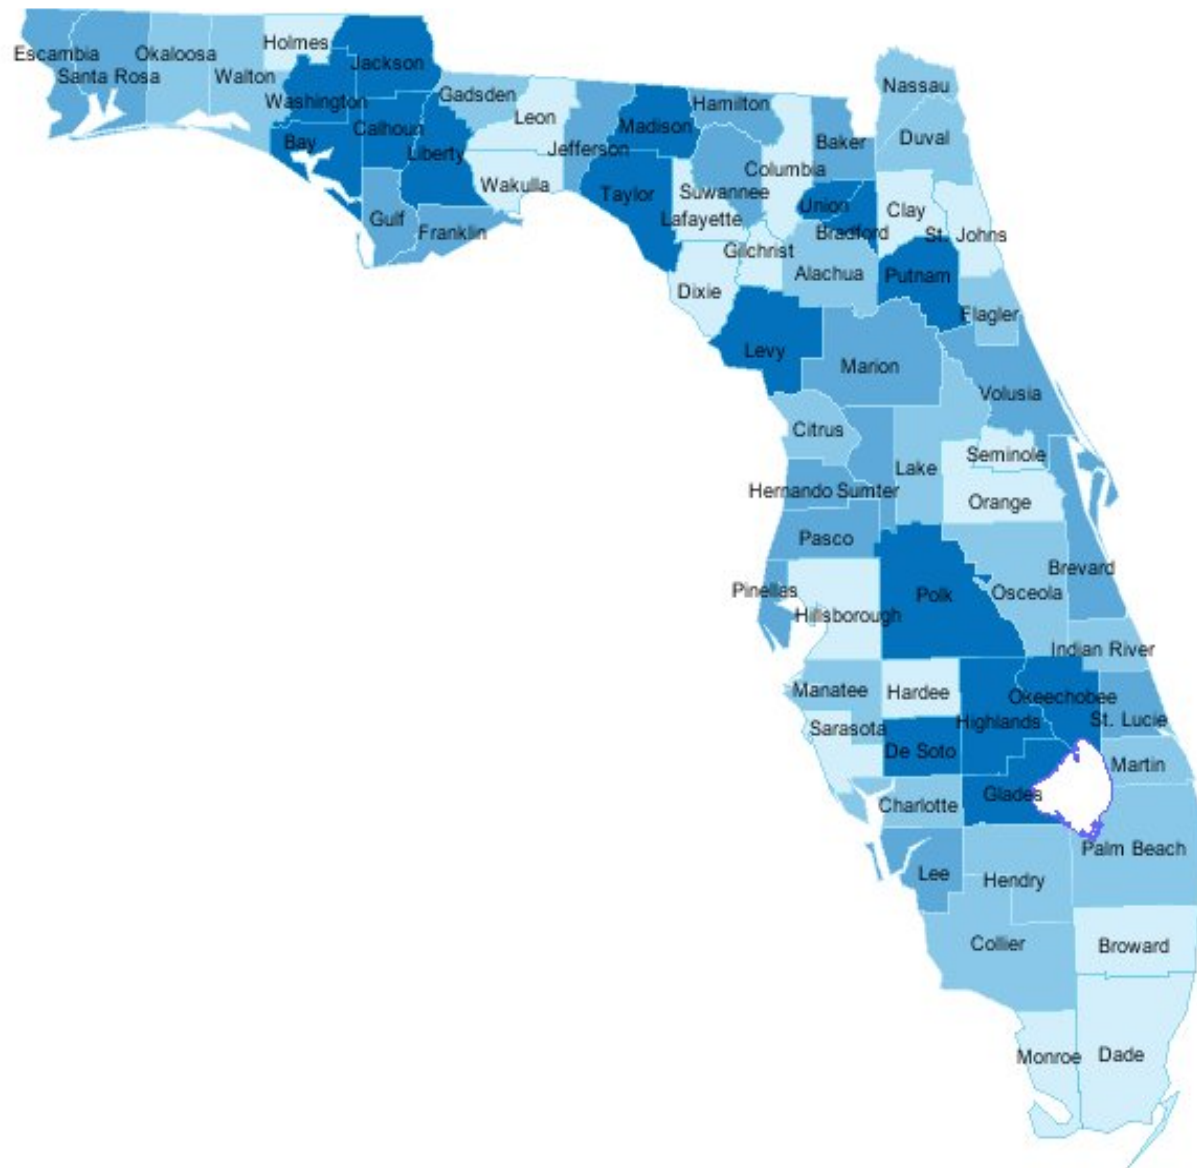 Holmes
Escambia
Okaloosa
Jackson
Santa Rosa
Walton
Nassau
Gadsden
Washington
Hamilton
Leon
Madison
Calhoun
Duval
Bay
Baker
Jefferson
Liberty
Columbia
Wakulla
Suwannee
Taylor
Union
Clay
Gulf
Lafayette
Franklin
Bradford
St. Johns
Gilchrist
Alachua
Putnam
Dixie
Flagler
Levy
Marion
Volusia
Citrus
Seminole
Lake
Hernando
Sumter
Orange
Pasco
Brevard
Pinellas
Osceola
Polk
Hillsborough
Indian River
Manatee
Hardee
Okeechobee
St. Lucie
Highlands
Sarasota
De Soto
Martin
Glades
Charlotte
Palm Beach
Lee
Hendry
Collier
Broward
Monroe
Dade